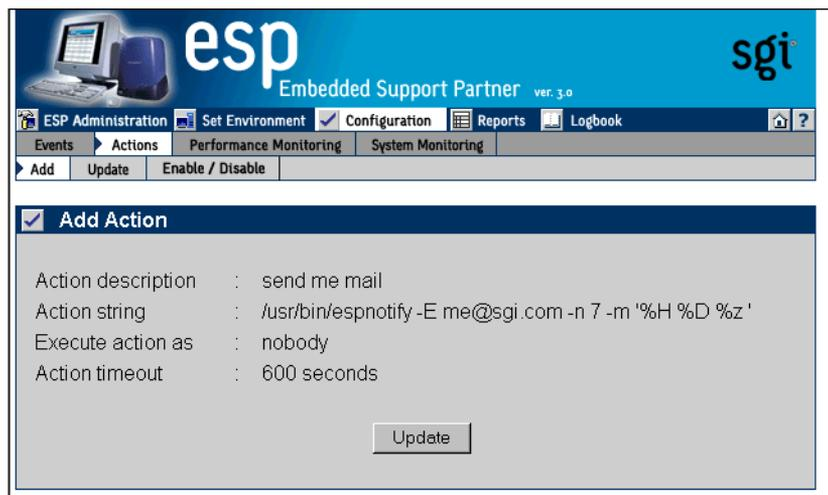 esp
sgi
Embedded Support Partner ver. 3.0
ESP Administration Set Environment Configuration Reports Logbook ?
Events Actions Performance Monitoring System Monitoring
Add Update Enable / Disable
Add Action
Action description : send me mail
Action string : /usr/bin/espnotify -E me@sgi.com -n 7 -m '%H %D %z '
Execute action as : nobody
Action timeout : 600 seconds
Update